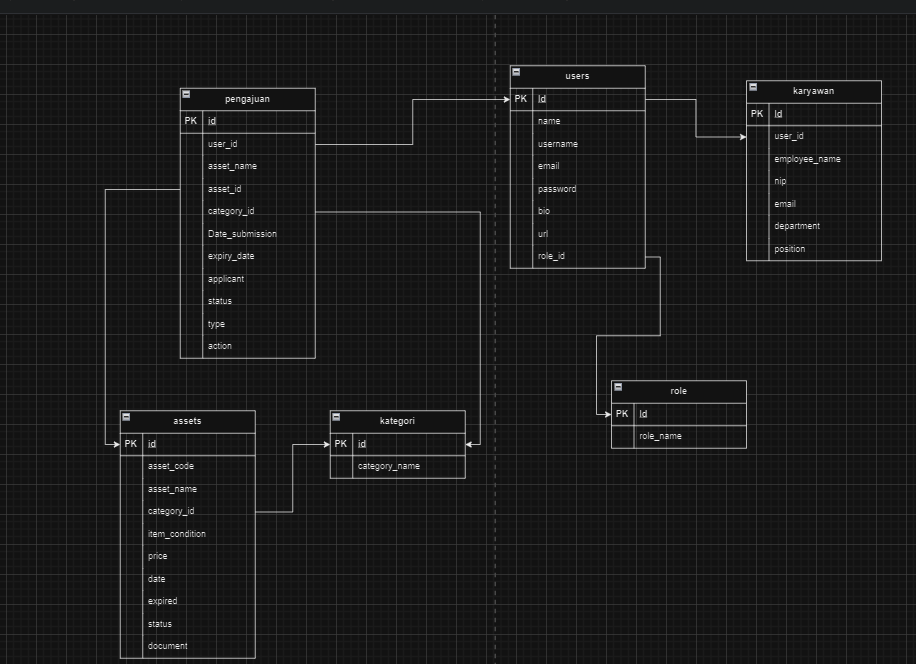 pengajuan
PK id
user_id
asset_name
asset_id
category_id
Date_submission
expiry_date
applicant
status
type
action
users
PK Id
name
username
email
password
bio
url
role_id
karyawan
PK Id
user_id
employee_name
nip
email
department
position
assets
PK id
asset_code
asset_name
category_id
item_condition
price
date
expired
status
document
kategori
PK id
category_name
role
PK Id
role_name